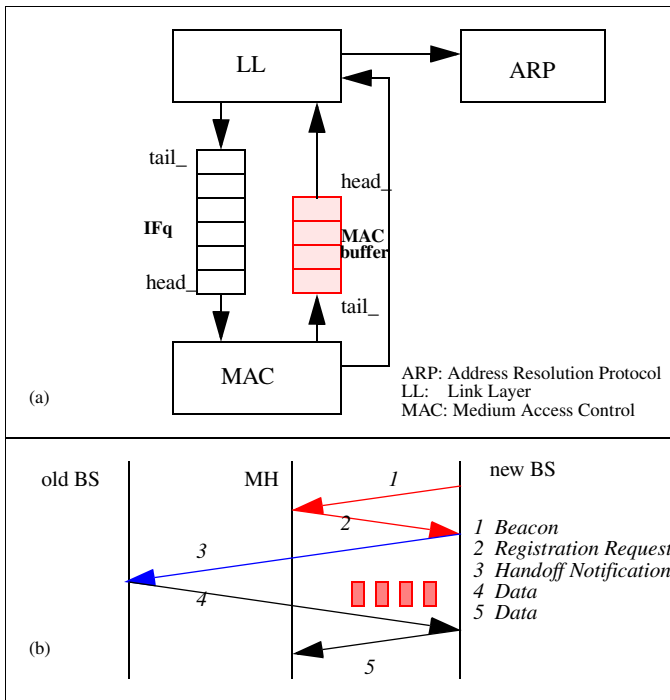 LL
ARP
tail_
head_
IFq
MAC
buffer
head_
tail_
MAC
ARP: Address Resolution Protocol
LL: Link Layer
MAC: Medium Access Control
(a)
old BS
MH
new BS
1
2
3
4
5
1 Beacon
2 Registration Request
3 Handoff Notification
4 Data
5 Data
(b)